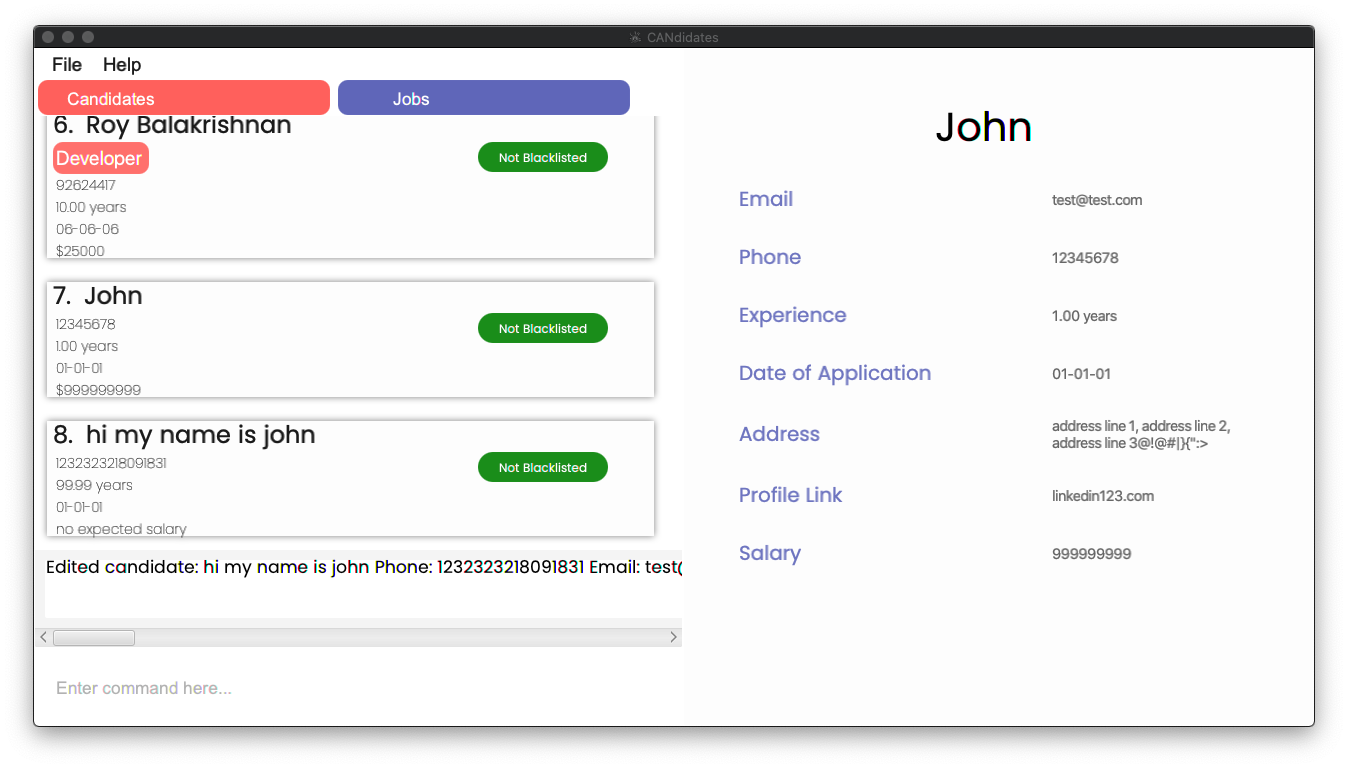 CANdidates
File Help
Candidates Jobs
6. Roy Balakrishnan
Developer
Not Blacklisted
92624417
10.00 years
06-06-06
$25000
7. John
12345678
Not Blacklisted
1.00 years
01-01-01
$999999999
8. hi my name is john
1232323218091831
Not Blacklisted
99.99 years
01-01-01
no expected salary
Edited candidate: hi my name is john Phone: 1232323218091831 Email: test@
Enter command here...
John
Email test@test.com
Phone 12345678
Experience 1.00 years
Date of Application 01-01-01
Address address line 1, address line 2,
address line 3@!@#|}{":>
Profile Link linkedin123.com
Salary 999999999